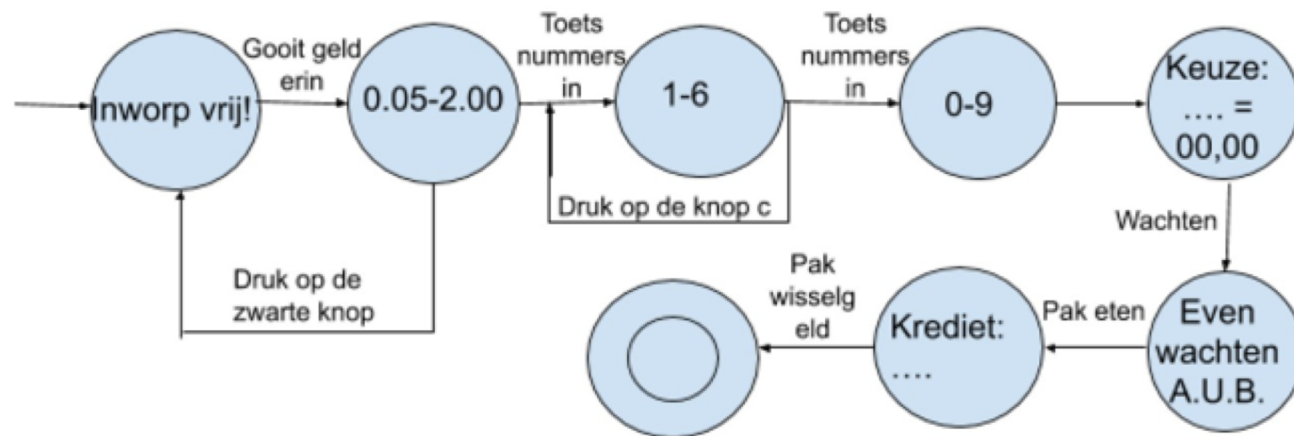 Inworp vrij!
Gooit geld
erin
0.05-2.00
Toets
nummers
in
1-6
Toets
nummers
in
0-9
Keuze:
.... =
00,00
Druk op de
zwarte knop
Druk op de knop c
Wachten
Even
wachten
A.U.B.
Pak eten
Krediet:
....
Pak
wisselg
eld